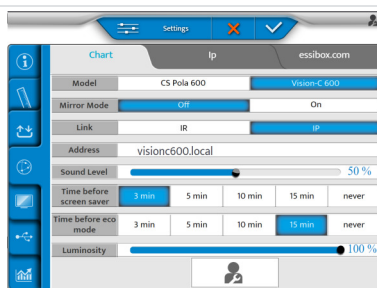 Settings
Chart Ip essibox.com
Model CS Pola 600 Vision-C 600
Mirror Mode Off On
Link IR IP
Address visionc600.local
Sound Level 50 %
Time before screen saver 3 min 5 min 10 min 15 min never
Time before eco mode 3 min 5 min 10 min 15 min never
Luminosity 100 %